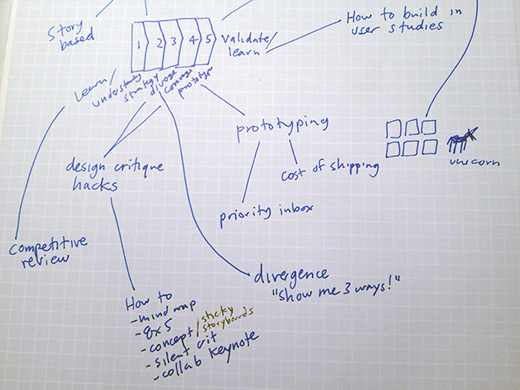 Story
based
How to build in
user studies
1 2 3 4 5
Validate/
learn
Learn/
understand
strategy
diverge
converge
prototype
prototyping
design critique
hacks
cost of shipping
unicorn
priority inbox
competitive
review
divergence
"show me 3 ways!"
How to
- mind map
- 8x5
- concept/sticky
storyboards
- silent crit
- collab keynote